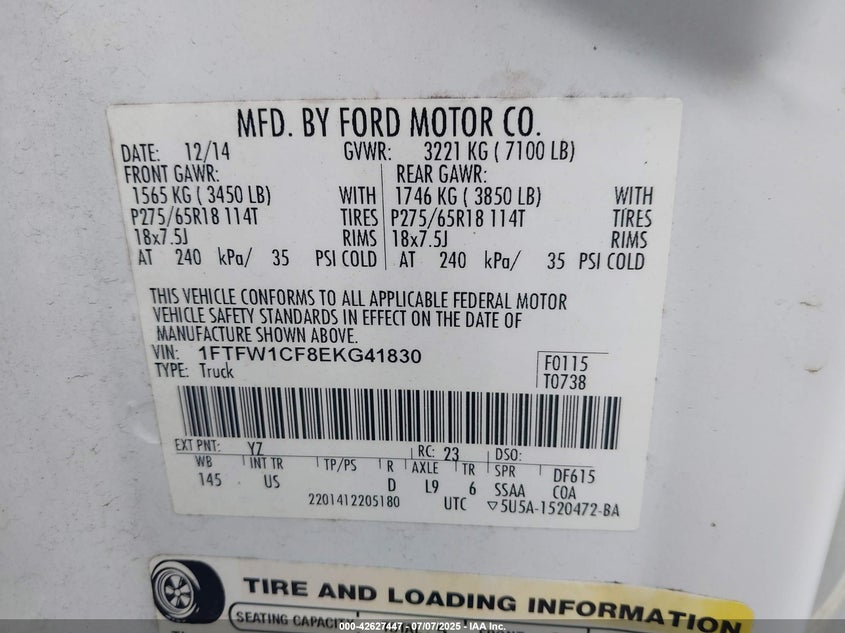 MFD. BY FORD MOTOR CO.
DATE: 12/14 GVWR: 3221 KG ( 7100 LB)
FRONT GAWR: REAR GAWR:
1565 KG ( 3450 LB) WITH 1746 KG ( 3850 LB) WITH
P275/65R18 114T TIRES P275/65R18 114T TIRES
18x7.5J RIMS 18x7.5J RIMS
AT 240 kPa/ 35 PSI COLD AT 240 kPa/ 35 PSI COLD
THIS VEHICLE CONFORMS TO ALL APPLICABLE FEDERAL MOTOR
VEHICLE SAFETY STANDARDS IN EFFECT ON THE DATE OF
MANUFACTURE SHOWN ABOVE.
VIN: 1FTFW1CF8EKG41830
TYPE: Truck
F0115
T0738
EXT PNT: YZ RC: 23 DSO:
WB INT TR TP/PS R AXLE TR SPR DF615
145 US D L9 6 SSAA COA
2201412205180 UTC ▽5U5A-1520472-BA
TIRE AND LOADING INFORMATION
SEATING CAPACITY
000-42627447 - 07/07/2025 - IAA Inc.